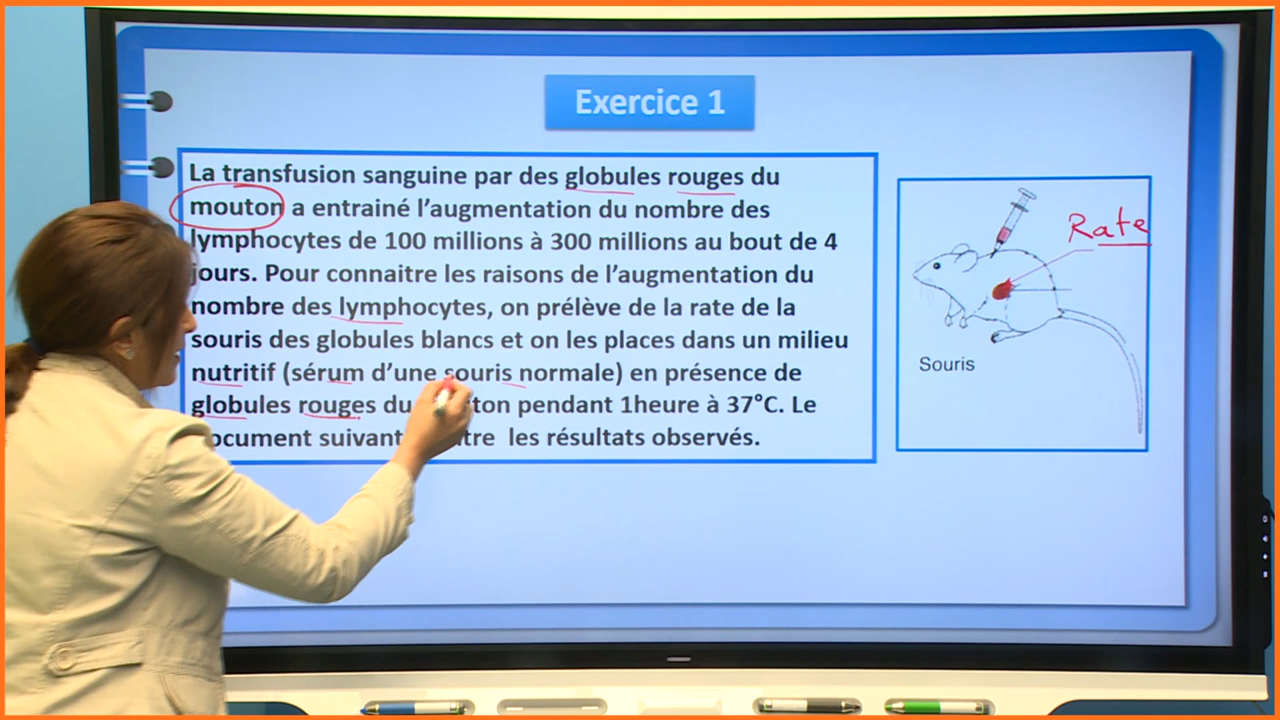 Exercice 1
La transfusion sanguine par des globules rouges du
mouton a entrainé l’augmentation du nombre des
lymphocytes de 100 millions à 300 millions au bout de 4
jours. Pour connaitre les raisons de l’augmentation du
nombre des lymphocytes, on prélève de la rate de la
souris des globules blancs et on les places dans un milieu
nutritif (sérum d’une souris normale) en présence de
globules rouges du pendant 1heure à 37°C. Le
document suivant les résultats observés.
Rate
Souris